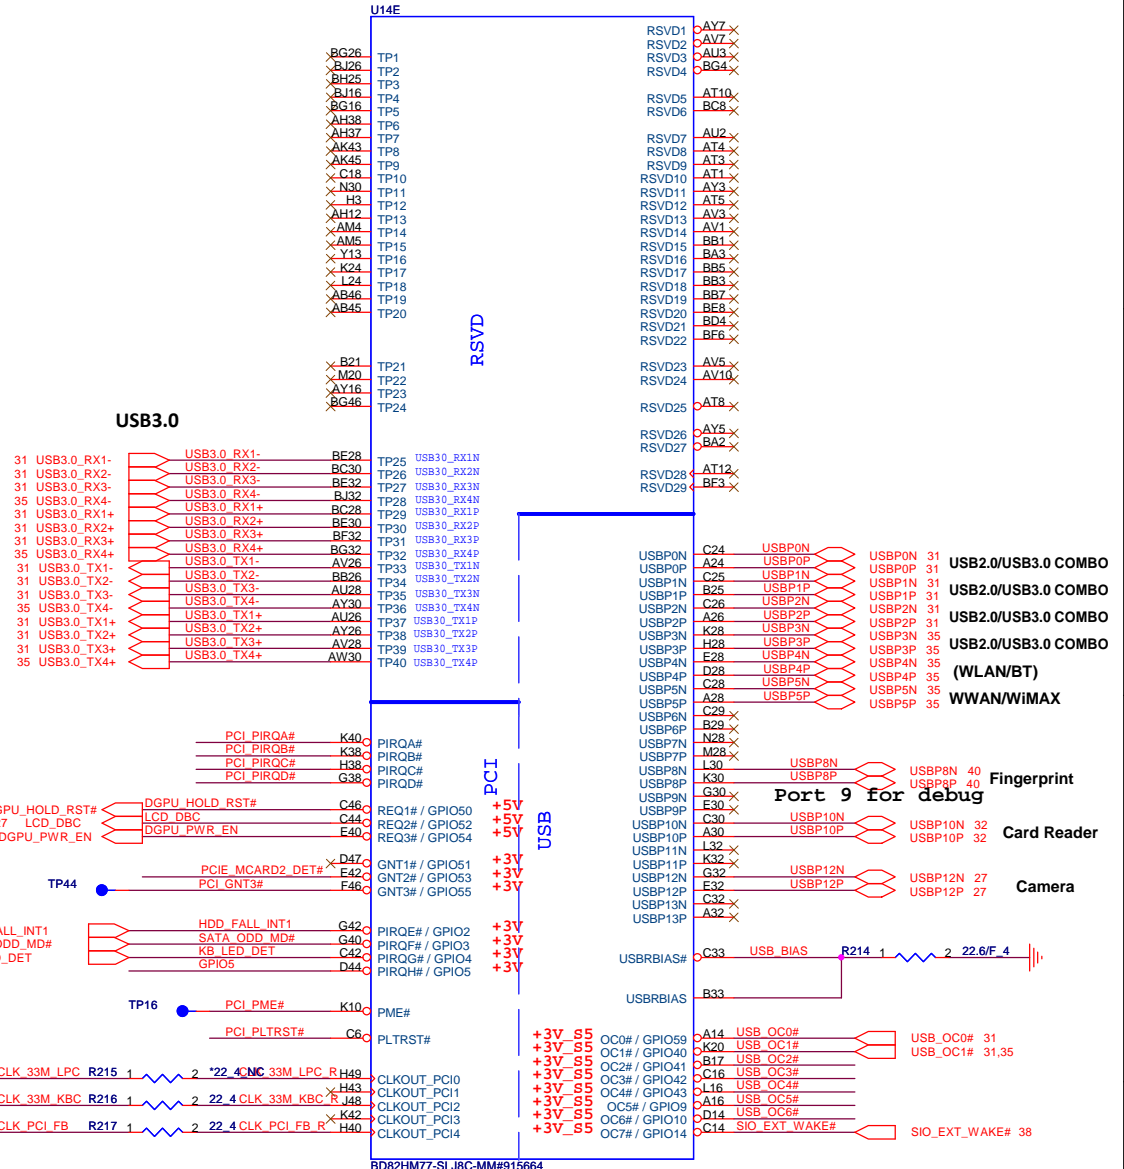 U14E
BG26 TP1
BJ26 TP2
BH25 TP3
BJ16 TP4
BG16 TP5
AH38 TP6
AH37 TP7
AK43 TP8
AK45 TP9
C18 TP10
N30 TP11
H3 TP12
AH12 TP13
AM4 TP14
AM5 TP15
Y13 TP16
K24 TP17
L24 TP18
AB46 TP19
AB45 TP20
B21 TP21
M20 TP22
AY16 TP23
BG46 TP24
RSVD
RSVD1 AY7
RSVD2 AV7
RSVD3 AU3
RSVD4 BG4
RSVD5 AT10
RSVD6 BC8
RSVD7 AU2
RSVD8 AT4
RSVD9 AT3
RSVD10 AT1
RSVD11 AY3
RSVD12 AT5
RSVD13 AV3
RSVD14 AV1
RSVD15 BB1
RSVD16 BA3
RSVD17 BB5
RSVD18 BB3
RSVD19 BB7
RSVD20 BE8
RSVD21 BD4
RSVD22 BF6
RSVD23 AV5
RSVD24 AV10
RSVD25 AT8
RSVD26 AY5
RSVD27 BA2
RSVD28 AT12
RSVD29 BF3
USB3.0
31 USB3.0_RX1- USB3.0_RX1- BE28 TP25 USB30_RX1N
31 USB3.0_RX2- USB3.0_RX2- BC30 TP26 USB30_RX2N
31 USB3.0_RX3- USB3.0_RX3- BE32 TP27 USB30_RX3N
35 USB3.0_RX4- USB3.0_RX4- BJ32 TP28 USB30_RX4N
31 USB3.0_RX1+ USB3.0_RX1+ BC28 TP29 USB30_RX1P
31 USB3.0_RX2+ USB3.0_RX2+ BE30 TP30 USB30_RX2P
31 USB3.0_RX3+ USB3.0_RX3+ BF32 TP31 USB30_RX3P
35 USB3.0_RX4+ USB3.0_RX4+ BG32 TP32 USB30_RX4P
31 USB3.0_TX1- USB3.0_TX1- AV26 TP33 USB30_TX1N
31 USB3.0_TX2- USB3.0_TX2- BB26 TP34 USB30_TX2N
31 USB3.0_TX3- USB3.0_TX3- AU28 TP35 USB30_TX3N
35 USB3.0_TX4- USB3.0_TX4- AY30 TP36 USB30_TX4N
31 USB3.0_TX1+ USB3.0_TX1+ AU26 TP37 USB30_TX1P
31 USB3.0_TX2+ USB3.0_TX2+ AY26 TP38 USB30_TX2P
31 USB3.0_TX3+ USB3.0_TX3+ AV28 TP39 USB30_TX3P
35 USB3.0_TX4+ USB3.0_TX4+ AW30 TP40 USB30_TX4P
PCI
PCI_PIRQA# K40 PIRQA#
PCI_PIRQB# K38 PIRQB#
PCI_PIRQC# H38 PIRQC#
PCI_PIRQD# G38 PIRQD#
GPU_HOLD_RST# DGPU_HOLD_RST# C46 REQ1# / GPIO50 +5V
27 LCD_DBC LCD_DBC C44 REQ2# / GPIO52 +5V
DGPU_PWR_EN DGPU_PWR_EN E40 REQ3# / GPIO54 +5V
D47 GNT1# / GPIO51 +3V
PCIE_MCARD2_DET# E42 GNT2# / GPIO53 +3V
TP44 PCI_GNT3# F46 GNT3# / GPIO55 +3V
ALL_INT1 HDD_FALL_INT1 G42 PIRQE# / GPIO2 +3V
ODD_MD# SATA_ODD_MD# G40 PIRQF# / GPIO3 +3V
D_DET KB_LED_DET C42 PIRQG# / GPIO4 +3V
GPIO5 D44 PIRQH# / GPIO5 +3V
TP16 PCI_PME# K10 PME#
PCI_PLTRST# C6 PLTRST#
CLK_33M_LPC R215 1 2 *22_4_NC CLK_33M_LPC_R H49 CLKOUT_PCI0
H43 CLKOUT_PCI1
CLK_33M_KBC R216 1 2 22_4 CLK_33M_KBC_R J48 CLKOUT_PCI2
K42 CLKOUT_PCI3
CLK_PCI_FB R217 1 2 22_4 CLK_PCI_FB_R H40 CLKOUT_PCI4
USB
USBP0N C24 USBP0N USBP0N 31
USBP0P A24 USBP0P USBP0P 31 USB2.0/USB3.0 COMBO
USBP1N C25 USBP1N USBP1N 31
USBP1P B25 USBP1P USBP1P 31 USB2.0/USB3.0 COMBO
USBP2N C26 USBP2N USBP2N 31
USBP2P A26 USBP2P USBP2P 31 USB2.0/USB3.0 COMBO
USBP3N K28 USBP3N USBP3N 35
USBP3P H28 USBP3P USBP3P 35 USB2.0/USB3.0 COMBO
USBP4N E28 USBP4N USBP4N 35
USBP4P D28 USBP4P USBP4P 35 (WLAN/BT)
USBP5N C28 USBP5N USBP5N 35
USBP5P A28 USBP5P USBP5P 35 WWAN/WiMAX
USBP6N C29
USBP6P B29
USBP7N N28
USBP7P M28
USBP8N L30 USBP8N USBP8N 40
USBP8P K30 USBP8P USBP8P 40 Fingerprint
USBP9N G30
USBP9P E30 Port 9 for debug
USBP10N C30 USBP10N USBP10N 32
USBP10P A30 USBP10P USBP10P 32 Card Reader
USBP11N L32
USBP11P K32
USBP12N G32 USBP12N USBP12N 27
USBP12P E32 USBP12P USBP12P 27 Camera
USBP13N C32
USBP13P A32
USBRBIAS# C33 USB_BIAS R214 1 2 22.6/F_4
USBRBIAS B33
+3V_S5 OC0# / GPIO59 A14 USB_OC0# USB_OC0# 31
+3V_S5 OC1# / GPIO40 K20 USB_OC1# USB_OC1# 31,35
+3V_S5 OC2# / GPIO41 B17 USB_OC2#
+3V_S5 OC3# / GPIO42 C16 USB_OC3#
+3V_S5 OC4# / GPIO43 L16 USB_OC4#
+3V_S5 OC5# / GPIO9 A16 USB_OC5#
+3V_S5 OC6# / GPIO10 D14 USB_OC6#
+3V_S5 OC7# / GPIO14 C14 SIO_EXT_WAKE# SIO_EXT_WAKE# 38
BD82HM77-SLJ8C-MM#915664